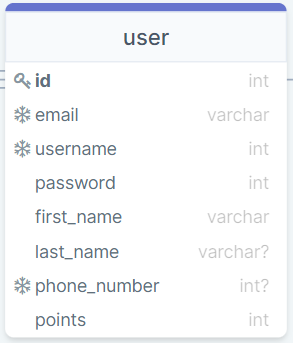 user
id int
email varchar
username int
password int
first_name varchar
last_name varchar?
phone_number int?
points int